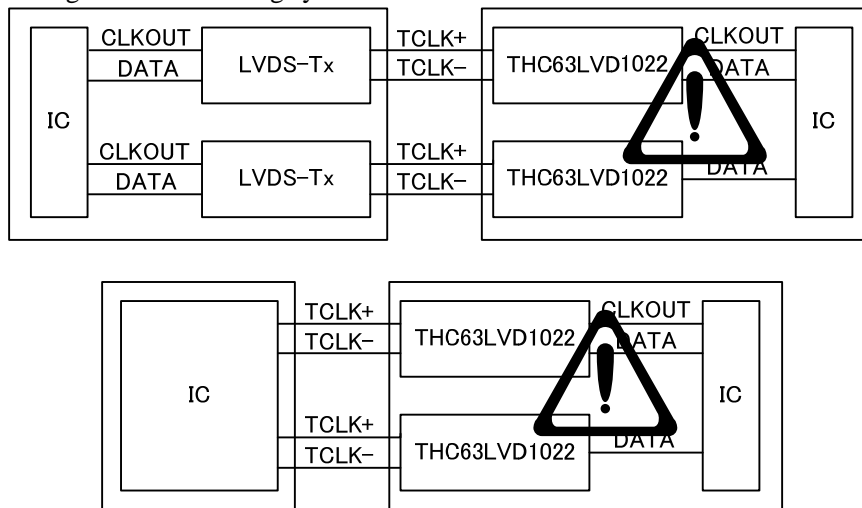 CLKOUT TCLK+ CLKOUT
DATA LVDS-Tx TCLK- THC63LVD1022 DATA
IC IC
CLKOUT TCLK+
DATA LVDS-Tx TCLK- THC63LVD1022 DATA
TCLK+ CLKOUT
TCLK- THC63LVD1022 DATA
IC IC
TCLK+
TCLK- THC63LVD1022 DATA